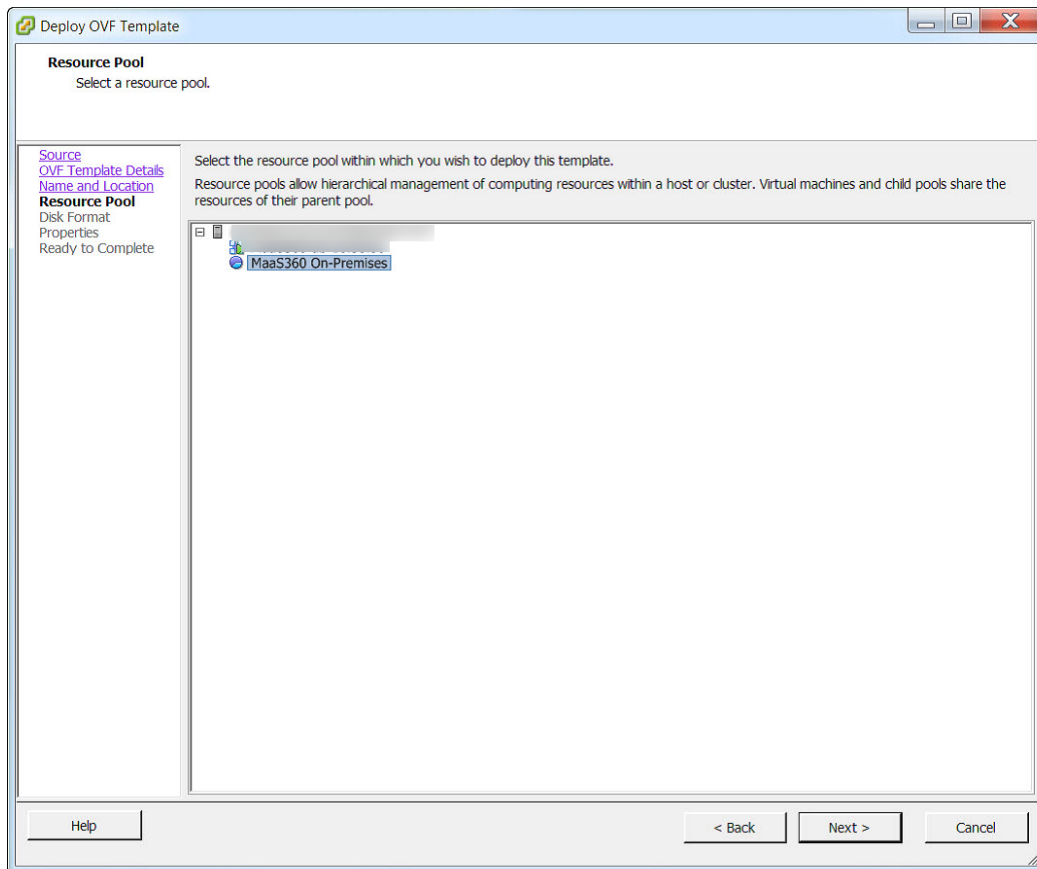 Deploy OVF Template
Resource Pool
Select a resource pool.
Source
OVF Template Details
Name and Location
Resource Pool
Disk Format
Properties
Ready to Complete
Select the resource pool within which you wish to deploy this template.
Resource pools allow hierarchical management of computing resources within a host or cluster. Virtual machines and child pools share the
resources of their parent pool.
MaaS360 On-Premises
Help
< Back
Next >
Cancel